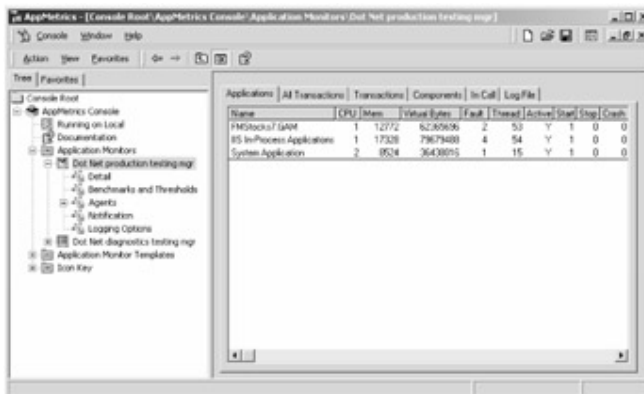 AppMetrics - [Console Root\AppMetrics Console\Application Monitors\Dot Net production testing mgr]
Console Window Help
Action View Favorites
Tree Favorites
Console Root
AppMetrics Console
Running on Local
Documentation
Application Monitors
Dot Net production testing mgr
Detail
Benchmarks and Thresholds
Agents
Notification
Logging Options
Dot Net diagnostics testing mgr
Application Monitor Templates
Icon Key
Applications All Transactions Transactions Components In Call Log File
Name CPU Mem Virtual Bytes Fault Thread Active Start Stop Crash
FMStocks7.GAM 1 12772 62365696 2 53 Y 1 0 0
IIS In-Process Applications 1 17328 79679488 4 54 Y 1 0 0
System Application 2 8524 36438016 1 15 Y 1 0 0